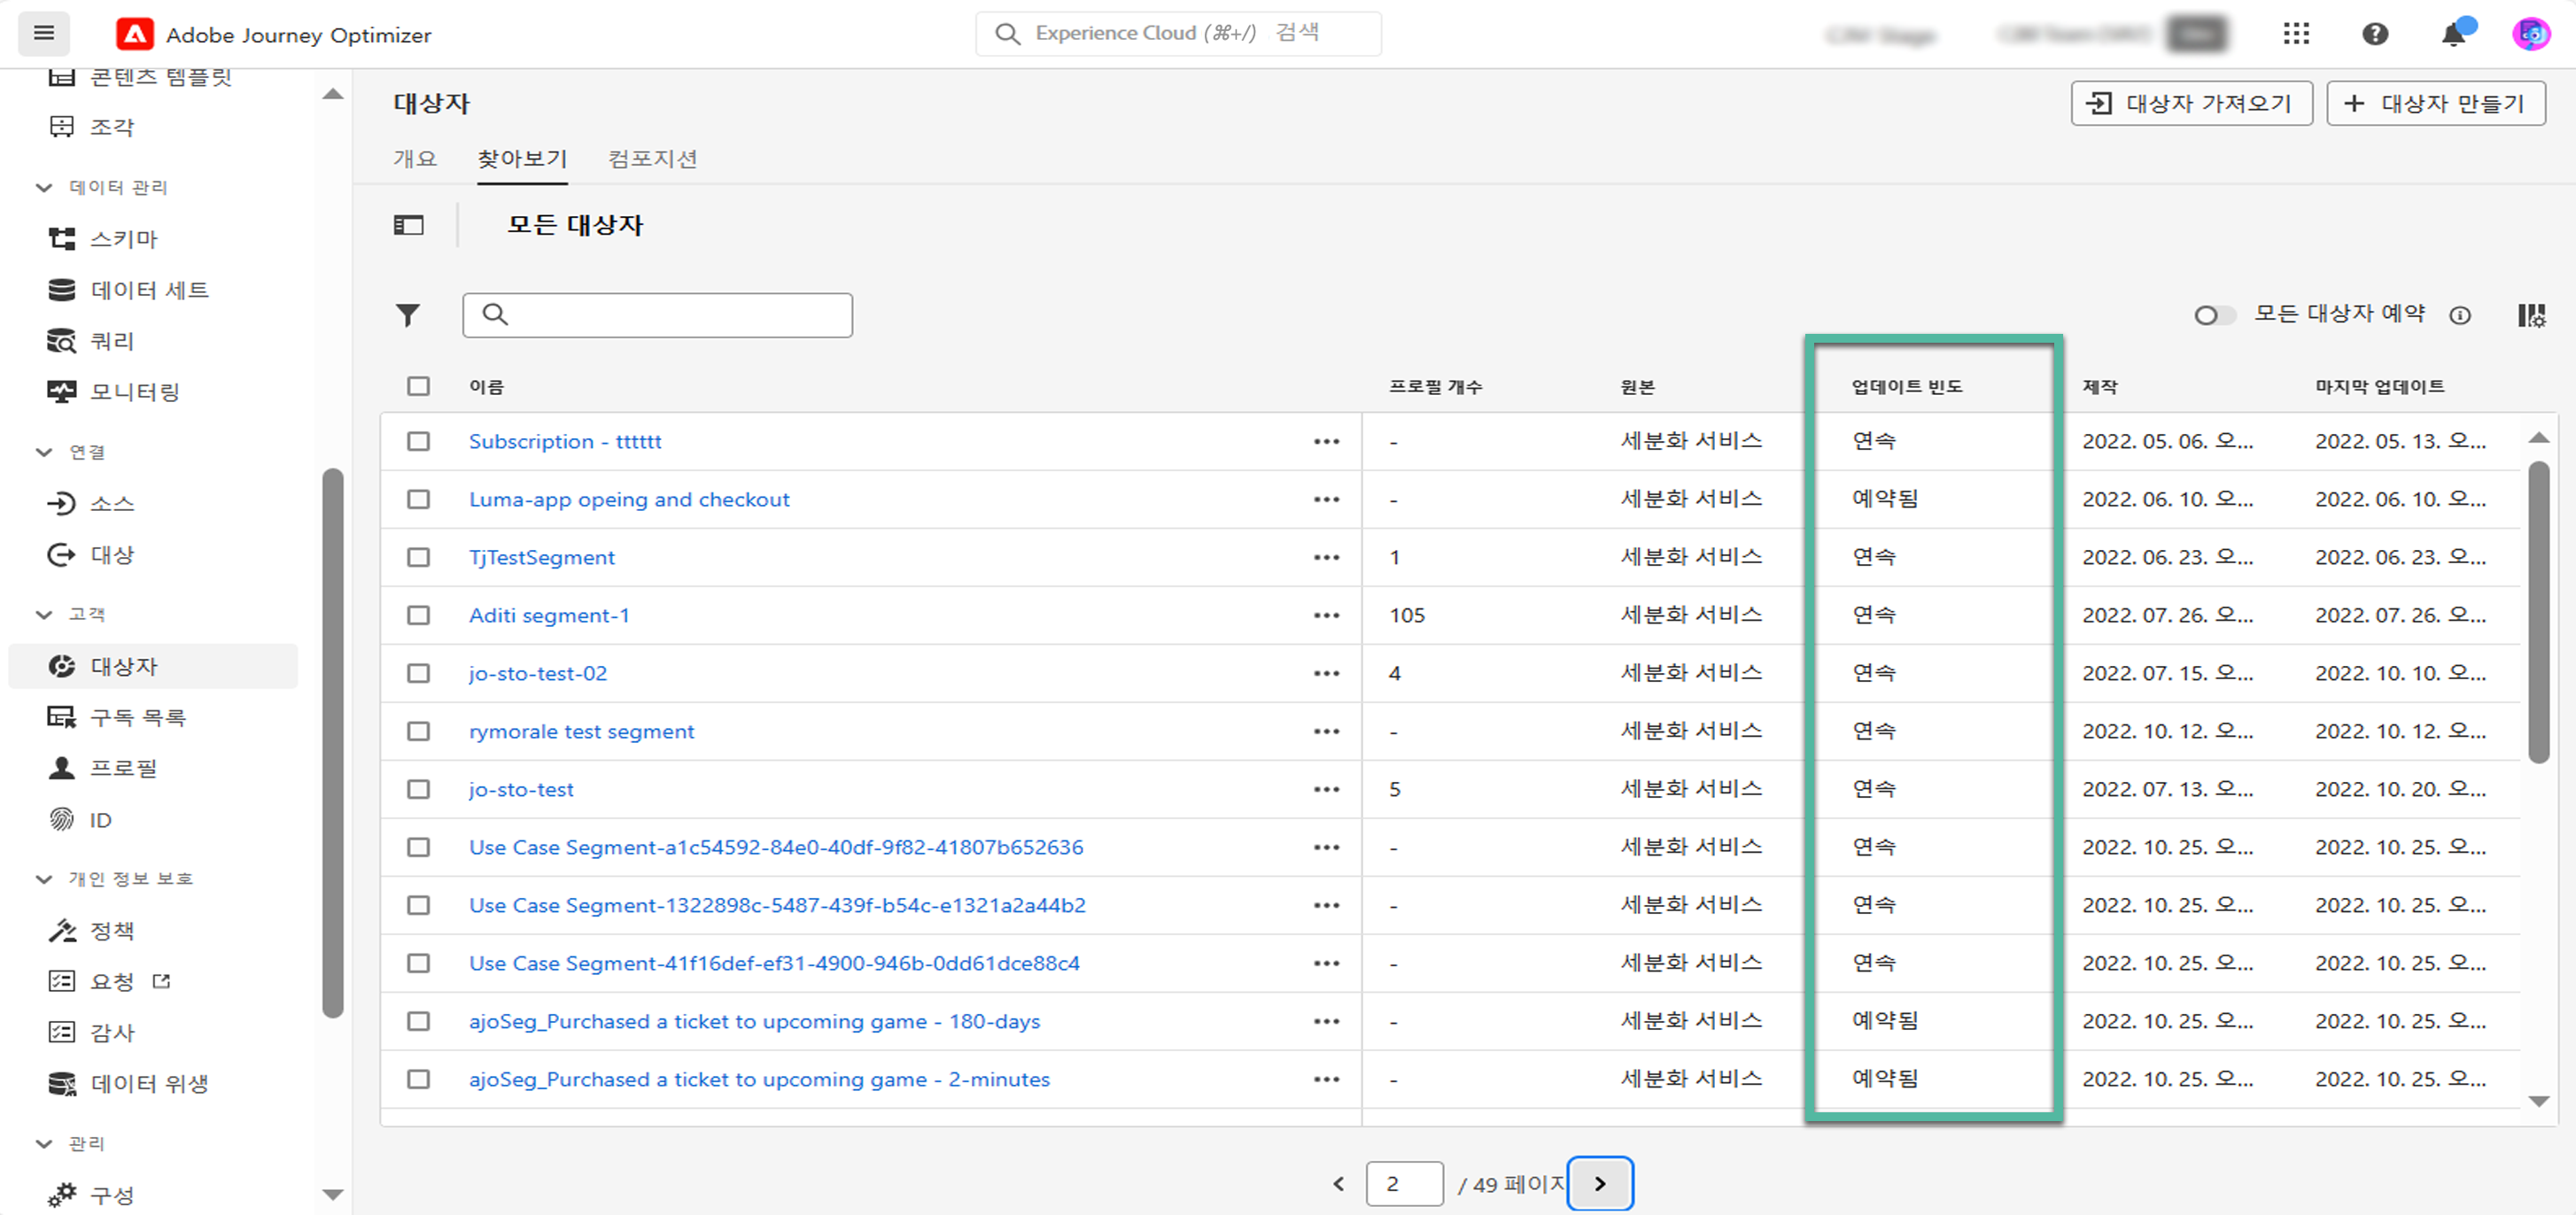 Adobe Journey Optimizer
Experience Cloud (⌘+/) 검색
콘텐츠 템플릿
조각
데이터 관리
스키마
데이터 세트
쿼리
모니터링
연결
소스
대상
고객
대상자
구독 목록
프로필
ID
개인 정보 보호
정책
요청
감사
데이터 위생
관리
구성
대상자
대상자 가져오기
대상자 만들기
개요 찾아보기 컴포지션
모든 대상자
모든 대상자 예약
이름 프로필 개수 원본 업데이트 빈도 제작 마지막 업데이트
Subscription - tttttt - 세분화 서비스 연속 2022. 05. 06. 오... 2022. 05. 13. 오...
Luma-app opeing and checkout - 세분화 서비스 예약됨 2022. 06. 10. 오... 2022. 06. 10. 오...
TjTestSegment 1 세분화 서비스 연속 2022. 06. 23. 오... 2022. 06. 23. 오...
Aditi segment-1 105 세분화 서비스 연속 2022. 07. 26. 오... 2022. 07. 26. 오...
jo-sto-test-02 4 세분화 서비스 연속 2022. 07. 15. 오... 2022. 10. 10. 오...
rymorale test segment - 세분화 서비스 연속 2022. 10. 12. 오... 2022. 10. 12. 오...
jo-sto-test 5 세분화 서비스 연속 2022. 07. 13. 오... 2022. 10. 20. 오...
Use Case Segment-a1c54592-84e0-40df-9f82-41807b652636 - 세분화 서비스 연속 2022. 10. 25. 오... 2022. 10. 25. 오...
Use Case Segment-1322898c-5487-439f-b54c-e1321a2a44b2 - 세분화 서비스 연속 2022. 10. 25. 오... 2022. 10. 25. 오...
Use Case Segment-41f16def-ef31-4900-946b-0dd61dce88c4 - 세분화 서비스 연속 2022. 10. 25. 오... 2022. 10. 25. 오...
ajoSeg_Purchased a ticket to upcoming game - 180-days - 세분화 서비스 예약됨 2022. 10. 25. 오... 2022. 10. 25. 오...
ajoSeg_Purchased a ticket to upcoming game - 2-minutes - 세분화 서비스 예약됨 2022. 10. 25. 오... 2022. 10. 25. 오...
2 / 49 페이지